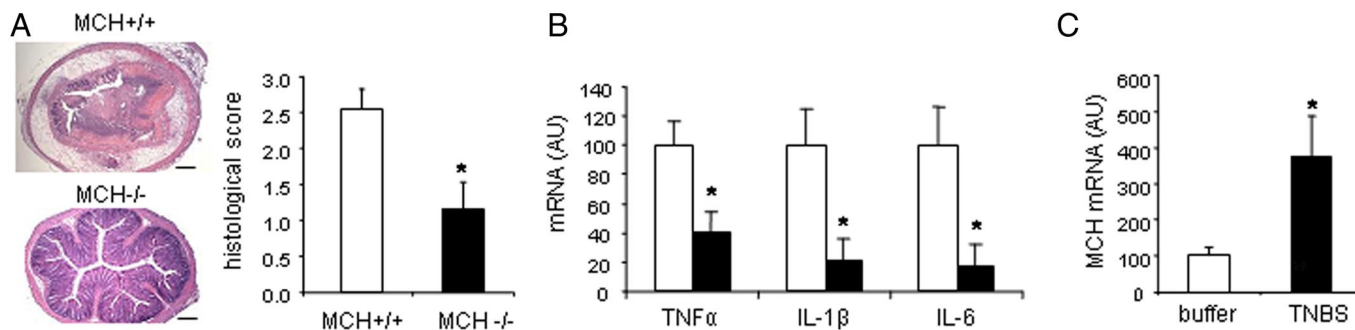 A
MCH+/+
MCH-/-
histological score
3.0
2.5
2.0
1.5
1.0
0.5
0.0
*
MCH+/+ MCH -/-
B
mRNA (AU)
140
120
100
80
60
40
20
0
* * *
TNFα IL-1β IL-6
C
MCH mRNA (AU)
600
500
400
300
200
100
0
*
buffer TNBS